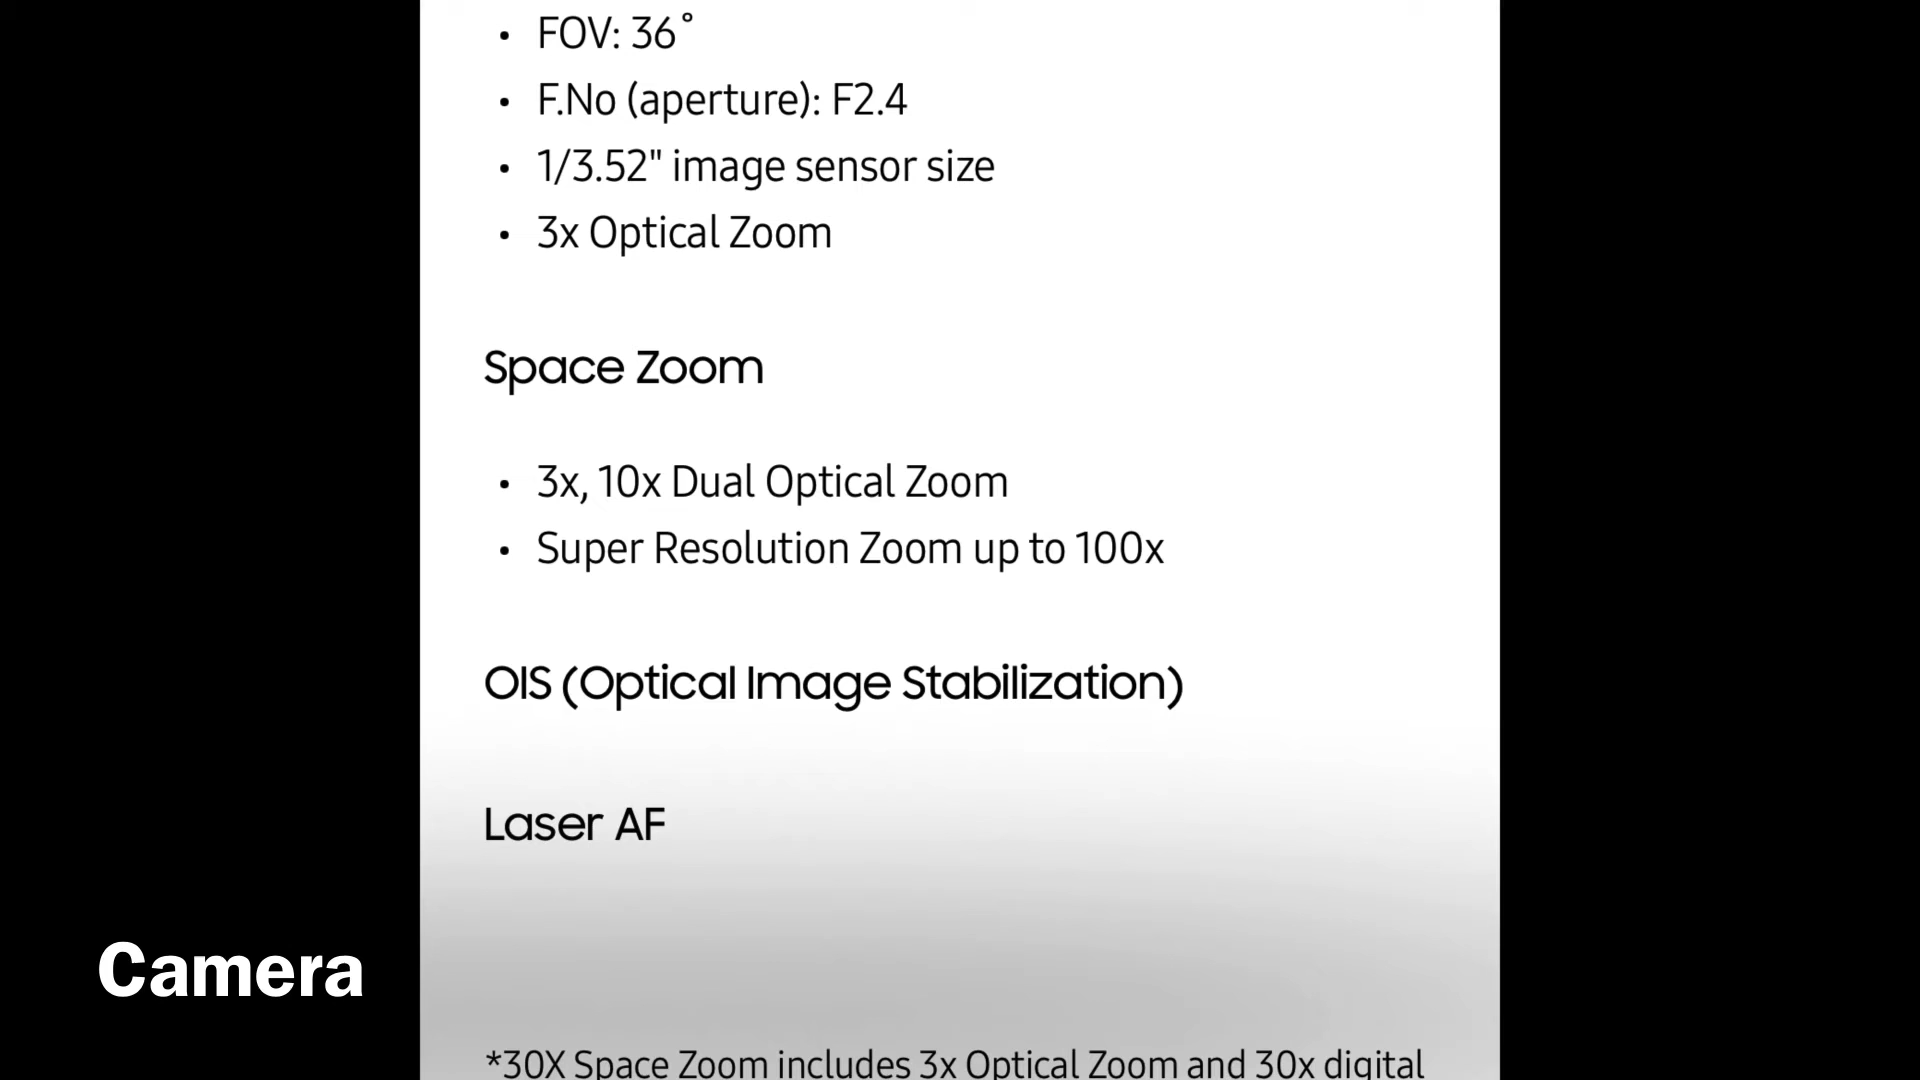 • FOV: 36°
• F.No (aperture): F2.4
• 1/3.52" image sensor size
• 3x Optical Zoom
Space Zoom
• 3x, 10x Dual Optical Zoom
• Super Resolution Zoom up to 100x
OIS (Optical Image Stabilization)
Laser AF
Camera
*30X Space Zoom includes 3x Optical Zoom and 30x digital